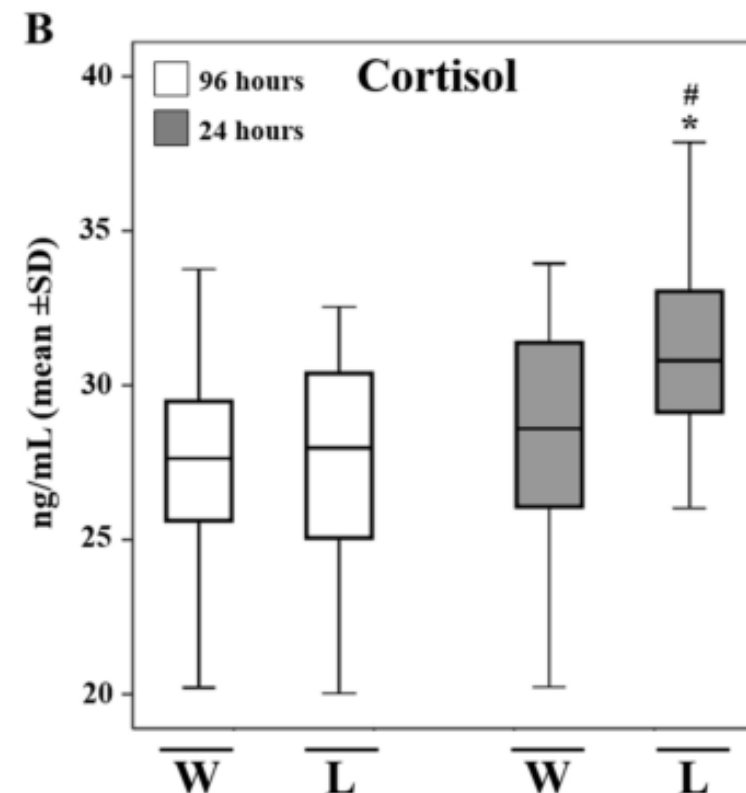 B
Cortisol
96 hours
24 hours
#
*
40
35
30
25
20
ng/mL (mean ±SD)
W L W L